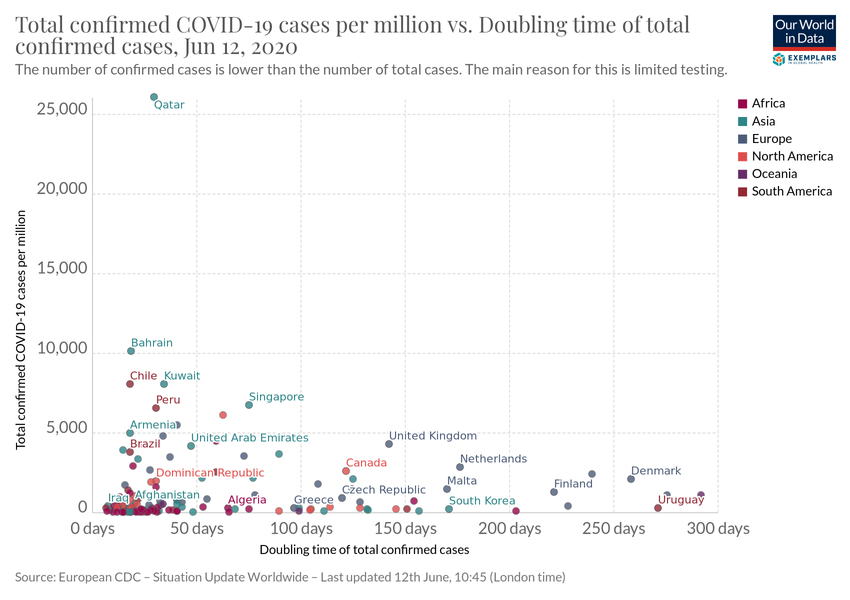 Total confirmed COVID-19 cases per million vs. Doubling time of total
confirmed cases, Jun 12, 2020
Our World
in Data
EXEMPLARS
IN GLOBAL HEALTH
The number of confirmed cases is lower than the number of total cases. The main reason for this is limited testing.
Total confirmed COVID-19 cases per million
25,000
20,000
15,000
10,000
5,000
0
Qatar
Bahrain
Chile
Kuwait
Peru
Singapore
Armenia
United Arab Emirates
United Kingdom
Brazil
Canada
Netherlands
Dominican Republic
Denmark
Malta
Finland
Czech Republic
Iraq
Afghanistan
Algeria
Greece
South Korea
Uruguay
0 days
50 days
100 days
150 days
200 days
250 days
300 days
Doubling time of total confirmed cases
Africa
Asia
Europe
North America
Oceania
South America
Source: European CDC – Situation Update Worldwide – Last updated 12th June, 10:45 (London time)